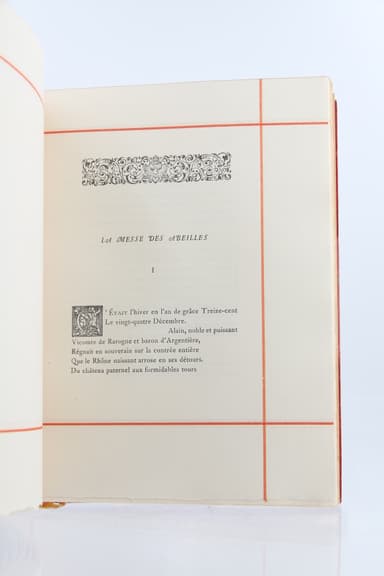 LA MESSE DES ABEILLES
I
C'ÉTAIT l'hiver en l'an de grâce Treize-cent
Le vingt-quatre Décembre.
Alain, noble et puissant
Vicomte de Rarogne et baron d'Argentière,
Régnait en souverain sur la contrée entière
Que le Rhône naissant arrose en ses détours.
Du château paternel aux formidables tours